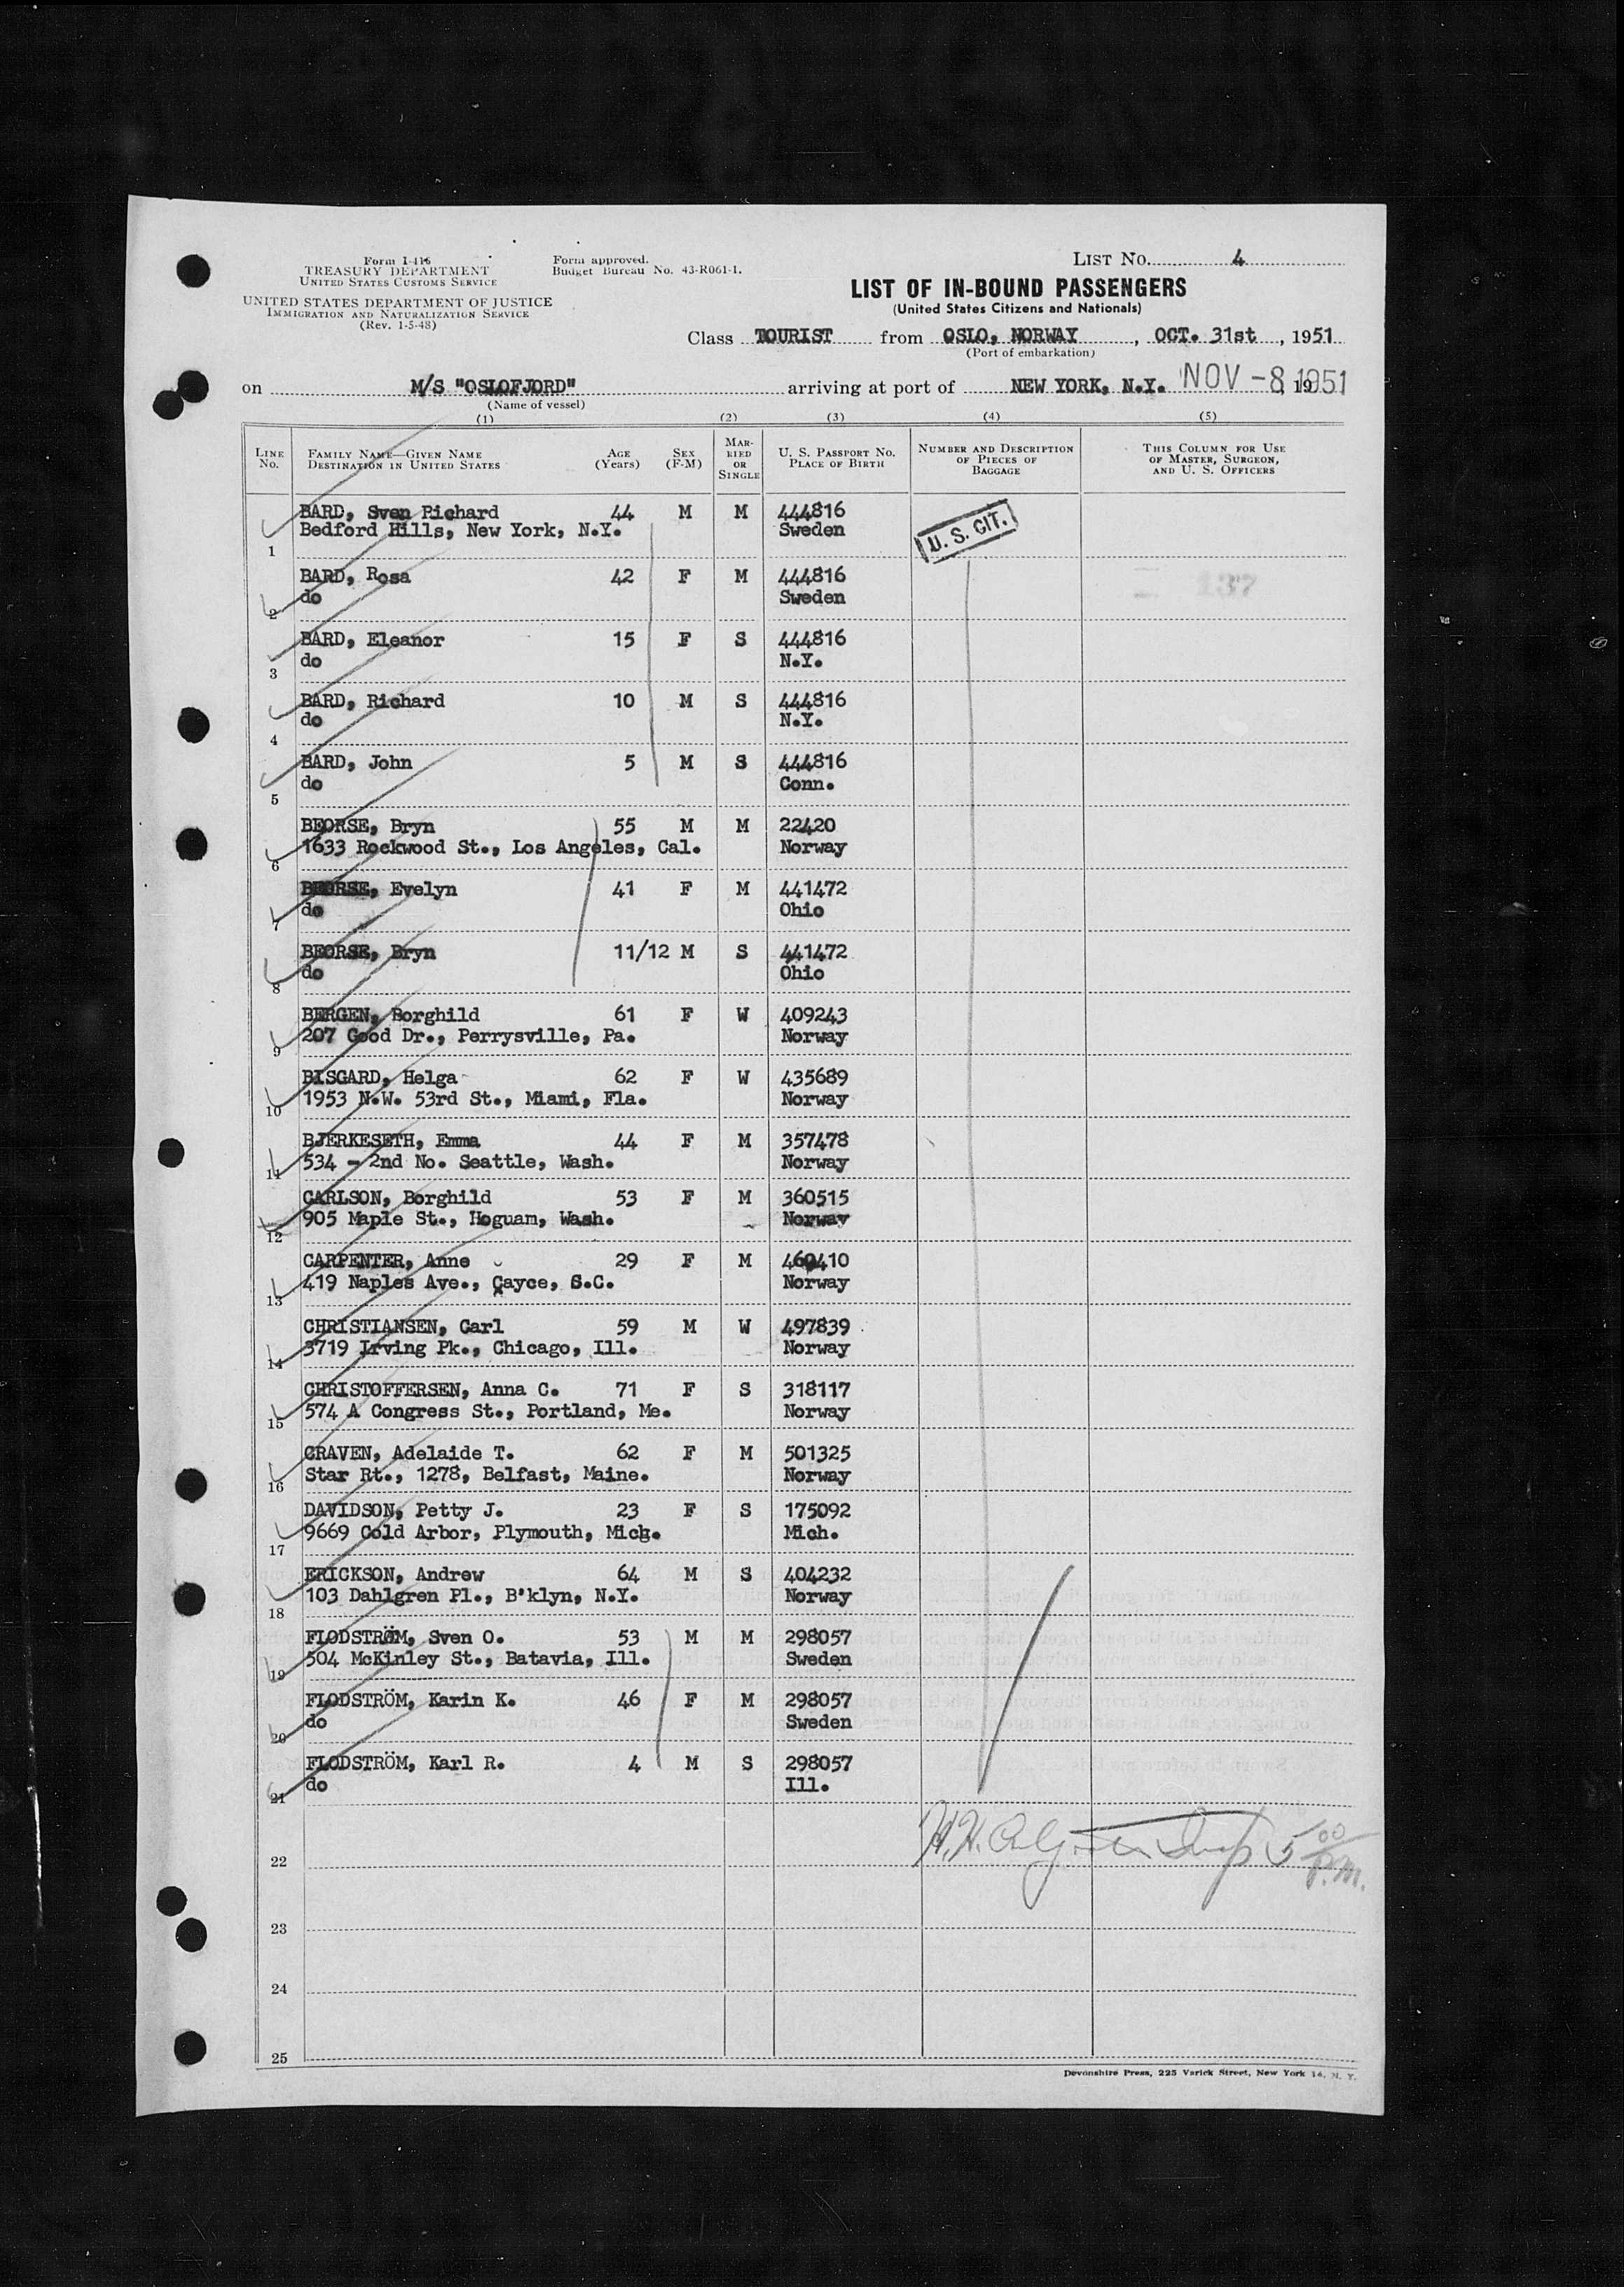 Form I-416
TREASURY DEPARTMENT
UNITED STATES CUSTOMS SERVICE
UNITED STATES DEPARTMENT OF JUSTICE
IMMIGRATION AND NATURALIZATION SERVICE
(Rev. 1-5-48)
Form approved.
Budget Bureau No. 43-R061-1.
LIST NO. 4
LIST OF IN-BOUND PASSENGERS
(United States Citizens and Nationals)
Class TOURIST from OSLO, NORWAY, OCT. 31st, 1951
(Port of embarkation)
on M/S "OSLOFJORD" arriving at port of NEW YORK, N.Y. NOV -8 1951, 19
(Name of vessel)
(1) (2) (3) (4) (5)
LINE No. FAMILY NAME—GIVEN NAME DESTINATION IN UNITED STATES AGE (Years) SEX (F-M) MARRIED OR SINGLE U. S. PASSPORT NO. PLACE OF BIRTH NUMBER AND DESCRIPTION OF PIECES OF BAGGAGE THIS COLUMN FOR USE OF MASTER, SURGEON, AND U. S. OFFICERS
BARD, Sven Richard 44 M M 444816
Bedford Hills, New York, N.Y. Sweden
1
U. S. CIT.
BARD, Rosa 42 F M 444816
do Sweden
2
137
BARD, Eleanor 15 F S 444816
do N.Y.
3
BARD, Richard 10 M S 444816
do N.Y.
4
BARD, John 5 M S 444816
do Conn.
5
BEORSE, Bryn 55 M M 22420
1633 Rockwood St., Los Angeles, Cal. Norway
6
BEORSE, Evelyn 41 F M 441472
do Ohio
7
BEORSE, Bryn 11/12 M S 441472
do Ohio
8
BERGEN, Borghild 61 F W 409243
207 Good Dr., Perrysville, Pa. Norway
9
BISGARD, Helga 62 F W 435689
1953 N.W. 53rd St., Miami, Fla. Norway
10
BJERKESETH, Emma 44 F M 357478
534 - 2nd No. Seattle, Wash. Norway
11
CARLSON, Borghild 53 F M 360515
905 Maple St., Hoguam, Wash. Norway
12
CARPENTER, Anne 29 F M 460410
419 Naples Ave., Cayce, S.C. Norway
13
CHRISTIANSEN, Carl 59 M W 497839
3719 Irving Pk., Chicago, Ill. Norway
14
CHRISTOFFERSEN, Anna C. 71 F S 318117
574 A Congress St., Portland, Me. Norway
15
CRAVEN, Adelaide T. 62 F M 501325
Star Rt., 1278, Belfast, Maine. Norway
16
DAVIDSON, Petty J. 23 F S 175092
9669 Cold Arbor, Plymouth, Mich. Mich.
17
ERICKSON, Andrew 64 M S 404232
103 Dahlgren Pl., B'klyn, N.Y. Norway
18
FLODSTRÖM, Sven O. 53 M M 298057
504 McKinley St., Batavia, Ill. Sweden
19
FLODSTRÖM, Karin K. 46 F M 298057
do Sweden
20
FLODSTRÖM, Karl R. 4 M S 298057
do Ill.
21
H.H. Insp 5 00 P.M.
22
23
24
25
Devonshire Press, 225 Varick Street, New York 14, N. Y.